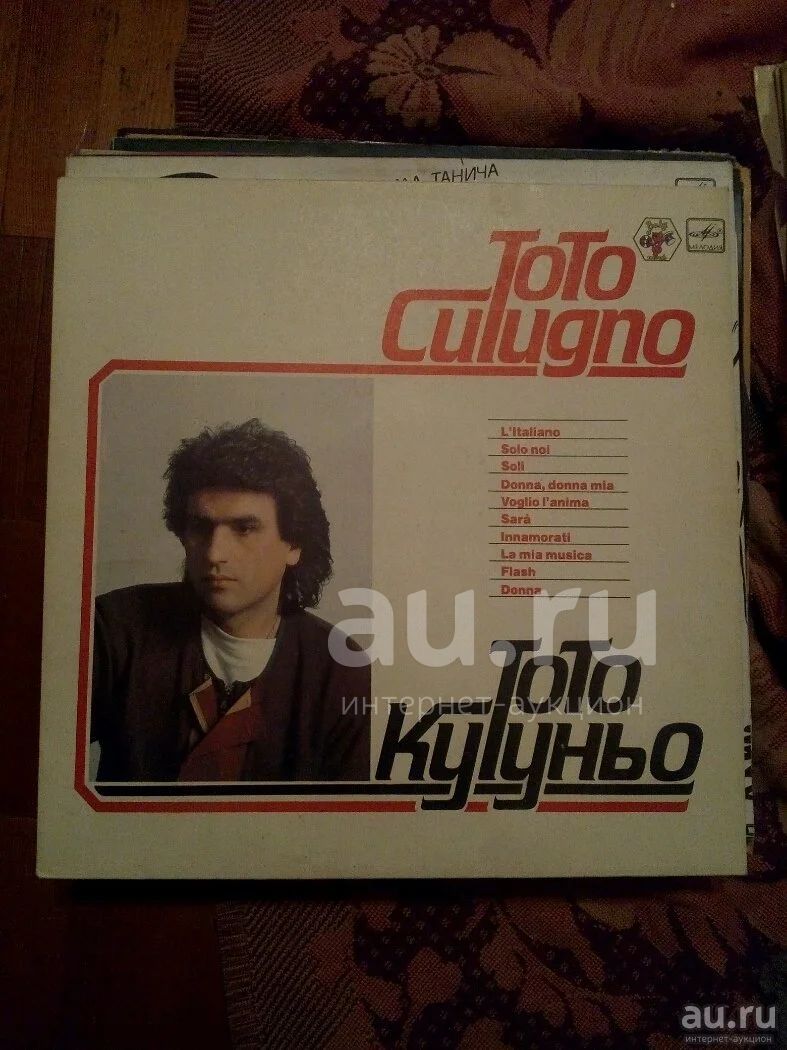 ТАНИЧА
Toto
Cutugno
МЕЛОДИЯ
L'Italiano
Solo noi
Soli
Donna, donna mia
Voglio l'anima
Sarà
Innamorati
La mia musica
Flash
Donna
au.ru
интернет-аукцион
Тото
Кутуньо
au.ru
интернет-аукцион